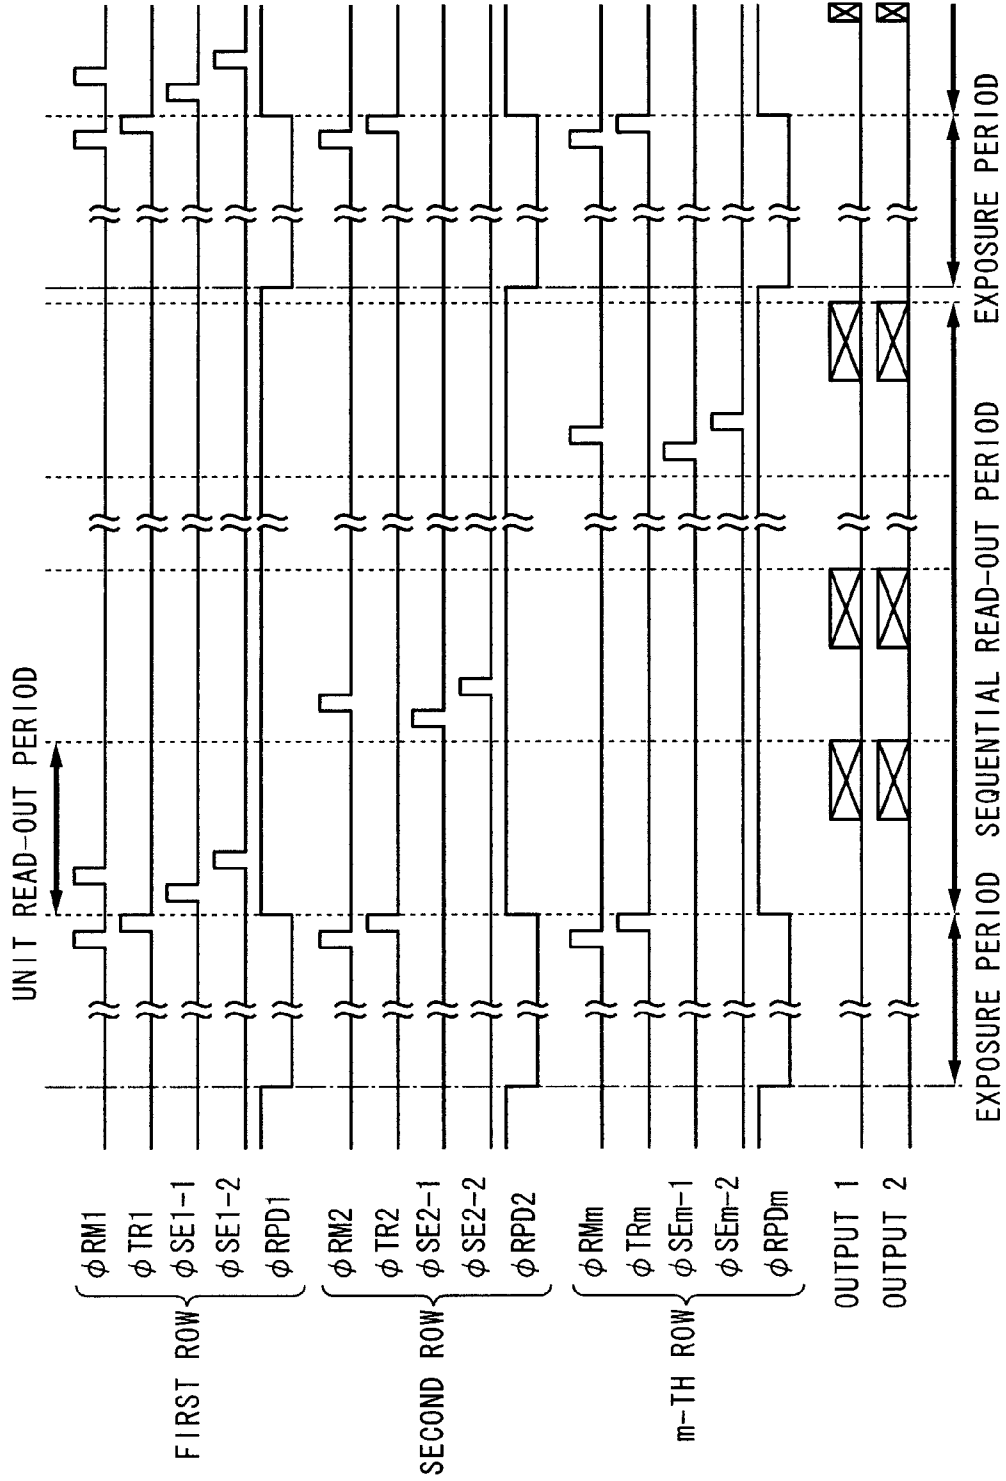 UNIT READ-OUT PERIOD
FIRST ROW
φRM1
φTR1
φSE1-1
φSE1-2
φRPD1
SECOND ROW
φRM2
φTR2
φSE2-1
φSE2-2
φRPD2
m-TH ROW
φRMm
φTRm
φSEm-1
φSEm-2
φRPDm
OUTPUT 1
OUTPUT 2
EXPOSURE PERIOD
SEQUENTIAL READ-OUT PERIOD
EXPOSURE PERIOD